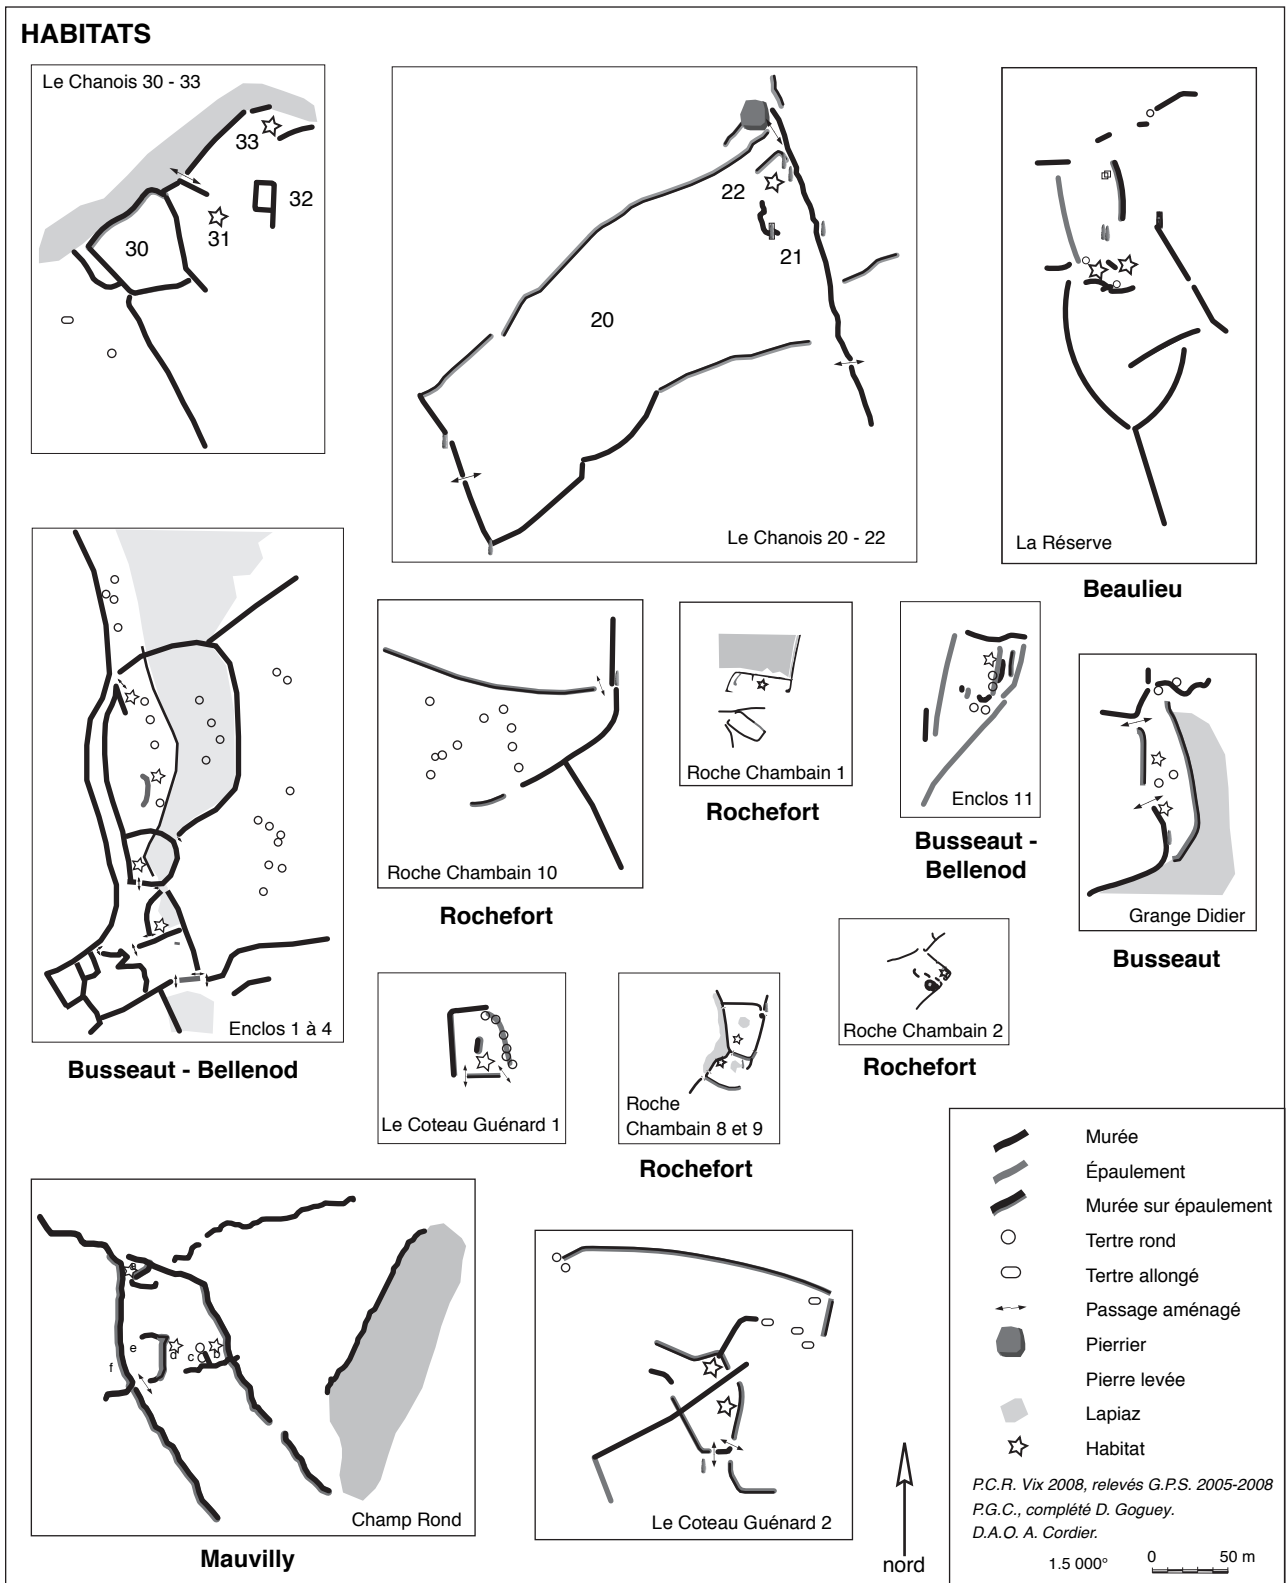 HABITATS
Le Chanois 30 - 33
33
32
31
30
22
21
20
Le Chanois 20 - 22
La Réserve
Beaulieu
Enclos 1 à 4
Busseaut - Bellenod
Roche Chambain 10
Rochefort
Roche Chambain 1
Rochefort
Enclos 11
Busseaut -
Bellenod
Grange Didier
Busseaut
Le Coteau Guénard 1
Roche
Chambain 8 et 9
Rochefort
Roche Chambain 2
Rochefort
a
e
d
c
b
f
Champ Rond
Mauvilly
Le Coteau Guénard 2
nord
Murée
Épaulement
Murée sur épaulement
Tertre rond
Tertre allongé
Passage aménagé
Pierrier
Pierre levée
Lapiaz
Habitat
P.C.R. Vix 2008, relevés G.P.S. 2005-2008
P.G.C., complété D. Goguey.
D.A.O. A. Cordier.
1.5 000° 0 50 m